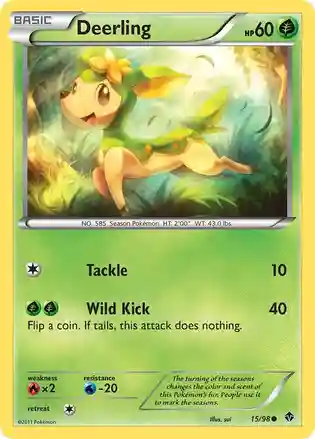 BASIC
Deerling
HP60
NO. 585 Season Pokémon HT: 2'00" WT: 43.0 lbs.
Tackle 10
Wild Kick 40
Flip a coin. If tails, this attack does nothing.
weakness
×2
resistance
-20
retreat
The turning of the seasons
changes the color and scent of
this Pokémon's fur. People use it
to mark the seasons.
©2011 Pokémon
Illus. sui
15/98